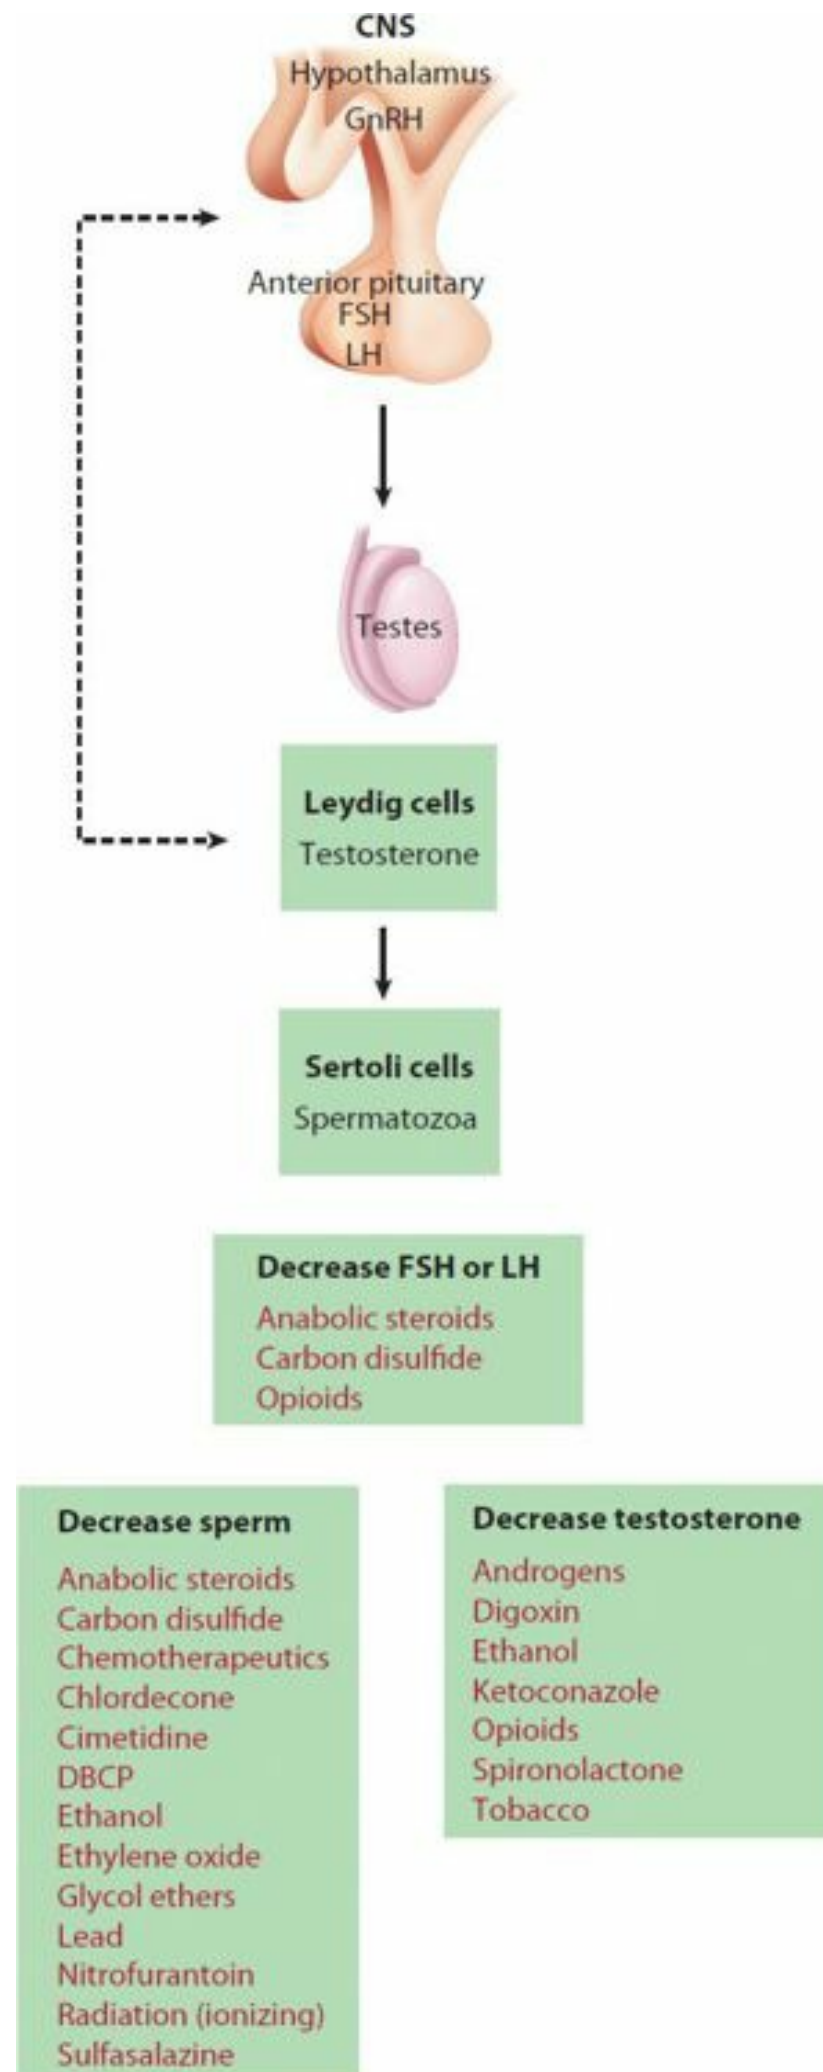 CNS
Hypothalamus
GnRH
Anterior pituitary
FSH
LH
Testes
Leydig cells
Testosterone
Sertoli cells
Spermatozoa
Decrease FSH or LH
Anabolic steroids
Carbon disulfide
Opioids
Decrease sperm
Anabolic steroids
Carbon disulfide
Chemotherapeutics
Chlordecone
Cimetidine
DBCP
Ethanol
Ethylene oxide
Glycol ethers
Lead
Nitrofurantoin
Radiation (ionizing)
Sulfasalazine
Decrease testosterone
Androgens
Digoxin
Ethanol
Ketoconazole
Opioids
Spironolactone
Tobacco